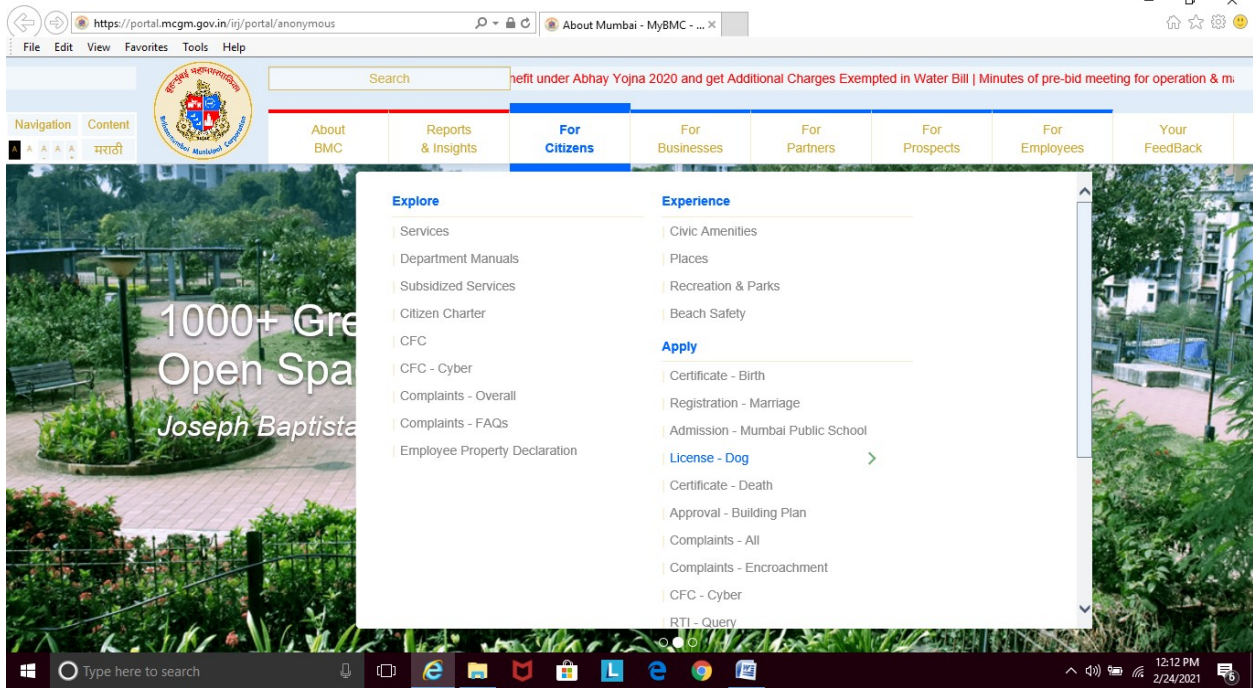 https://portal.mcgm.gov.in/irj/portal/anonymous
About Mumbai - MyBMC - ...
File Edit View Favorites Tools Help
Search
nefit under Abhay Yojna 2020 and get Additional Charges Exempted in Water Bill | Minutes of pre-bid meeting for operation & m
Navigation Content
A A A A A मराठी
About BMC
Reports & Insights
For Citizens
For Businesses
For Partners
For Prospects
For Employees
Your FeedBack
1000+ Gre
Open Spa
Joseph Baptista
Explore
Services
Department Manuals
Subsidized Services
Citizen Charter
CFC
CFC - Cyber
Complaints - Overall
Complaints - FAQs
Employee Property Declaration
Experience
Civic Amenities
Places
Recreation & Parks
Beach Safety
Apply
Certificate - Birth
Registration - Marriage
Admission - Mumbai Public School
License - Dog
Certificate - Death
Approval - Building Plan
Complaints - All
Complaints - Encroachment
CFC - Cyber
RTI - Query
Type here to search
12:12 PM
2/24/2021
6